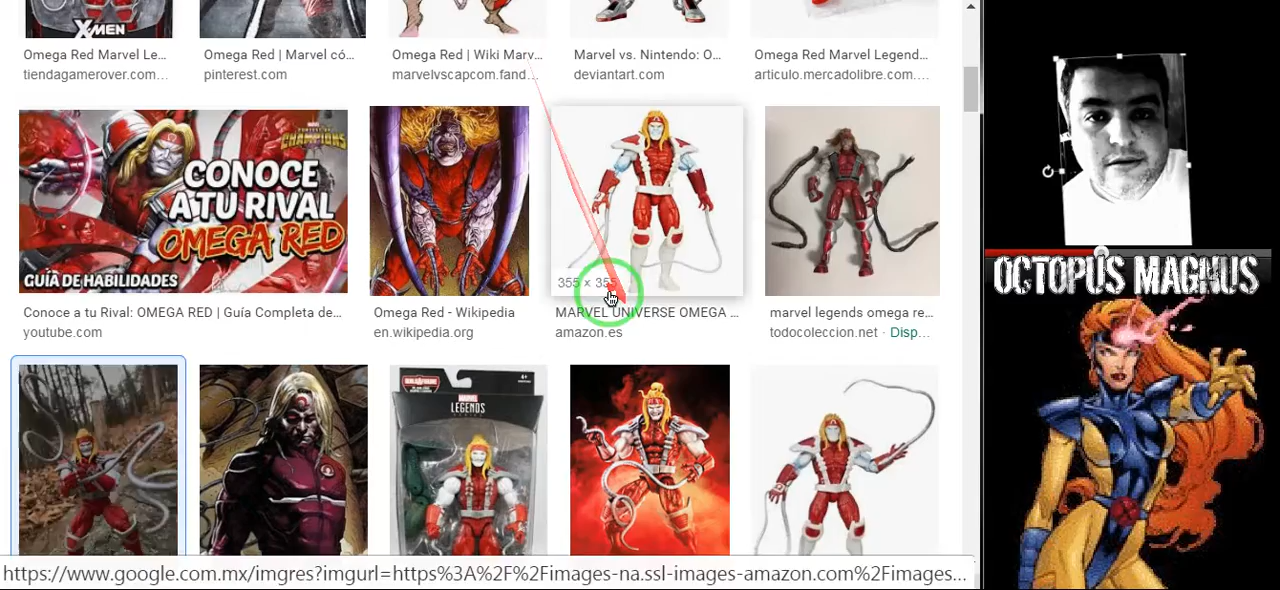 X-MEN
Omega Red Marvel Le...
tiendagamerover.com...
Omega Red | Marvel có...
pinterest.com
Omega Red | Wiki Marv...
marvelvscapcom.fand...
Marvel vs. Nintendo: O...
deviantart.com
Omega Red Marvel Legend...
articulo.mercadolibre.com....
CHAMPIONS
CONOCE
A TU RIVAL
OMEGA RED
GUÍA DE HABILIDADES
355 × 355
Conoce a tu Rival: OMEGA RED | Guía Completa de...
youtube.com
Omega Red - Wikipedia
en.wikipedia.org
MARVEL UNIVERSE OMEGA ...
amazon.es
marvel legends omega re...
todocoleccion.net · Disp...
MARVEL
LEGENDS
https://www.google.com.mx/imgres?imgurl=https%3A%2F%2Fimages-na.ssl-images-amazon.com%2Fimages...
OCTOPUS MAGNUS